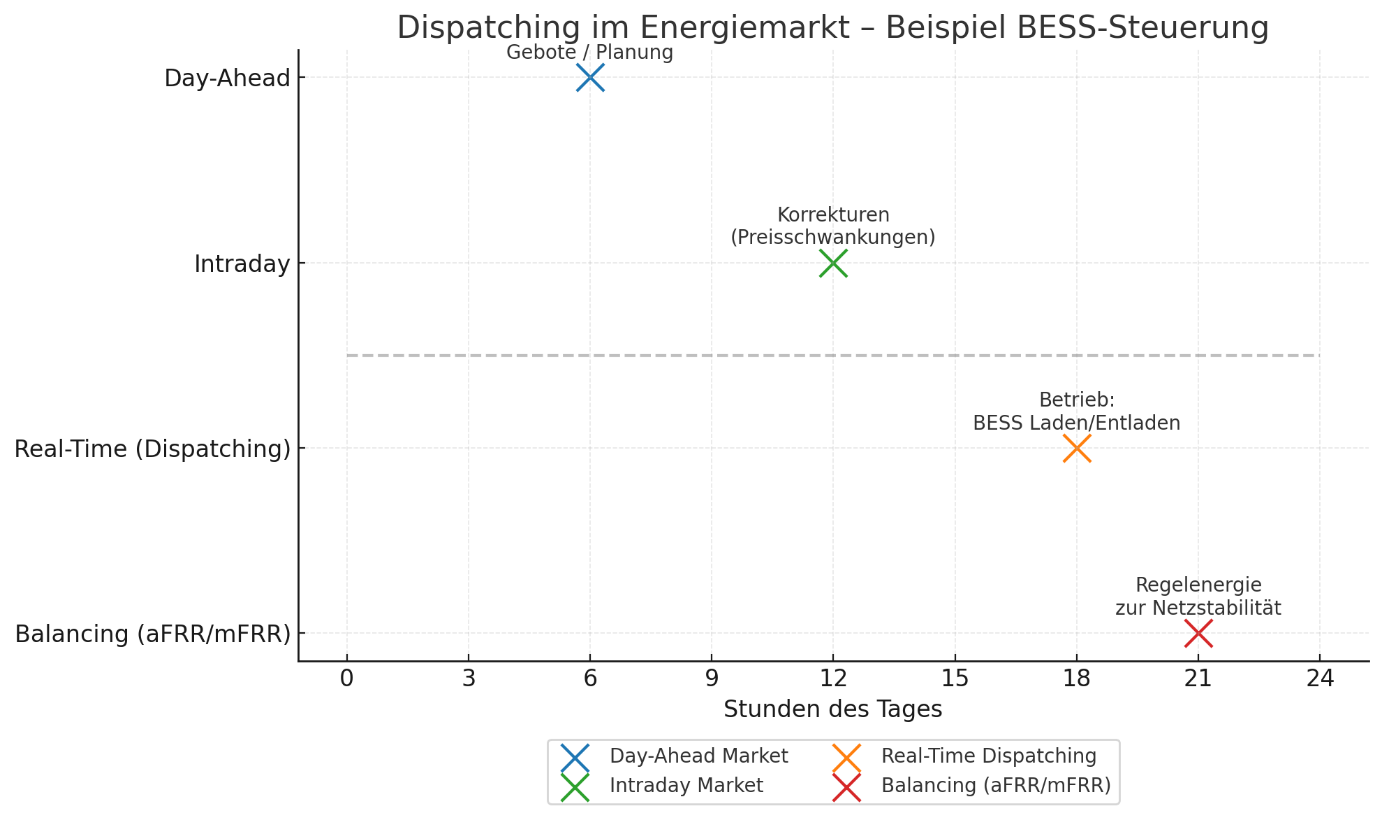 Dispatching im Energiemarkt – Beispiel BESS-Steuerung
Gebote / Planung
Day-Ahead
Korrekturen
(Preisschwankungen)
Intraday
Betrieb:
BESS Laden/Entladen
Real-Time (Dispatching)
Regelenergie
zur Netzstabilität
Balancing (aFRR/mFRR)
0 3 6 9 12 15 18 21 24
Stunden des Tages
Day-Ahead Market
Intraday Market
Real-Time Dispatching
Balancing (aFRR/mFRR)